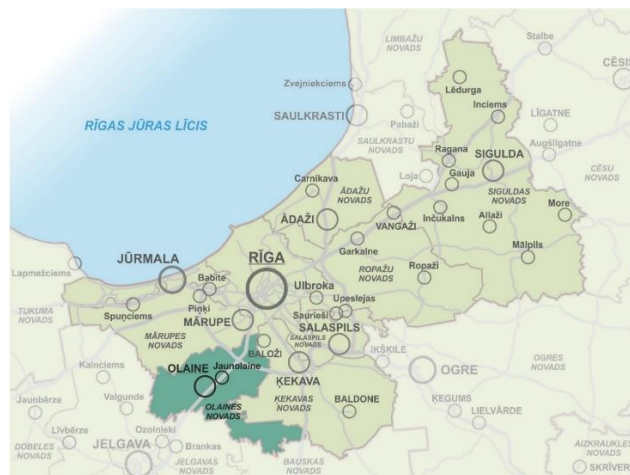 LIMBAŽU
NOVADS
Stalbe
CĒSIS
Lēdurga
Zvejniekciems
Inciems
SAULKRASTI
Pabaži
LĪGATNE
RĪGAS JŪRAS LĪCIS
SAULKRASTU
NOVADS
Ragana
SIGULDA
Augšlīgatne
Loja
Gauja
CĒSU
NOVADS
Carnikava
ĀDAŽU
NOVADS
SIGULDAS
NOVADS
ĀDAŽI
VANGAŽI
Inčukalns
Allaži
More
Garkalne
Mālpils
JŪRMALA
RĪGA
Lapmežciems
Babīte
ROPAŽU
NOVADS
Ropaži
Ulbroka
TUKUMA
NOVADS
Spuņciems
Piņķi
Saurieši
Upeslejas
MĀRUPE
SALASPILS
MĀRUPES
NOVADS
SALASPILS
NOVADS
BALOŽI
IKŠĶILE
OGRES
NOVADS
Kalnciems
OLAINE
Jaunolaine
OGRE
ĶEKAVA
Valgunde
ĶEKAVAS
NOVADS
BALDONE
ĶEGUMS
Jaunbērze
OLAINES
NOVADS
LIELVĀRDE
Līvbērze
Ozolnieki
DOBELES
NOVADS
Brankas
AIZKRAUKLES
NOVADS
JELGAVA
JELGAVAS
NOVADS
BAUSKAS
NOVADS
SKRĪVERI